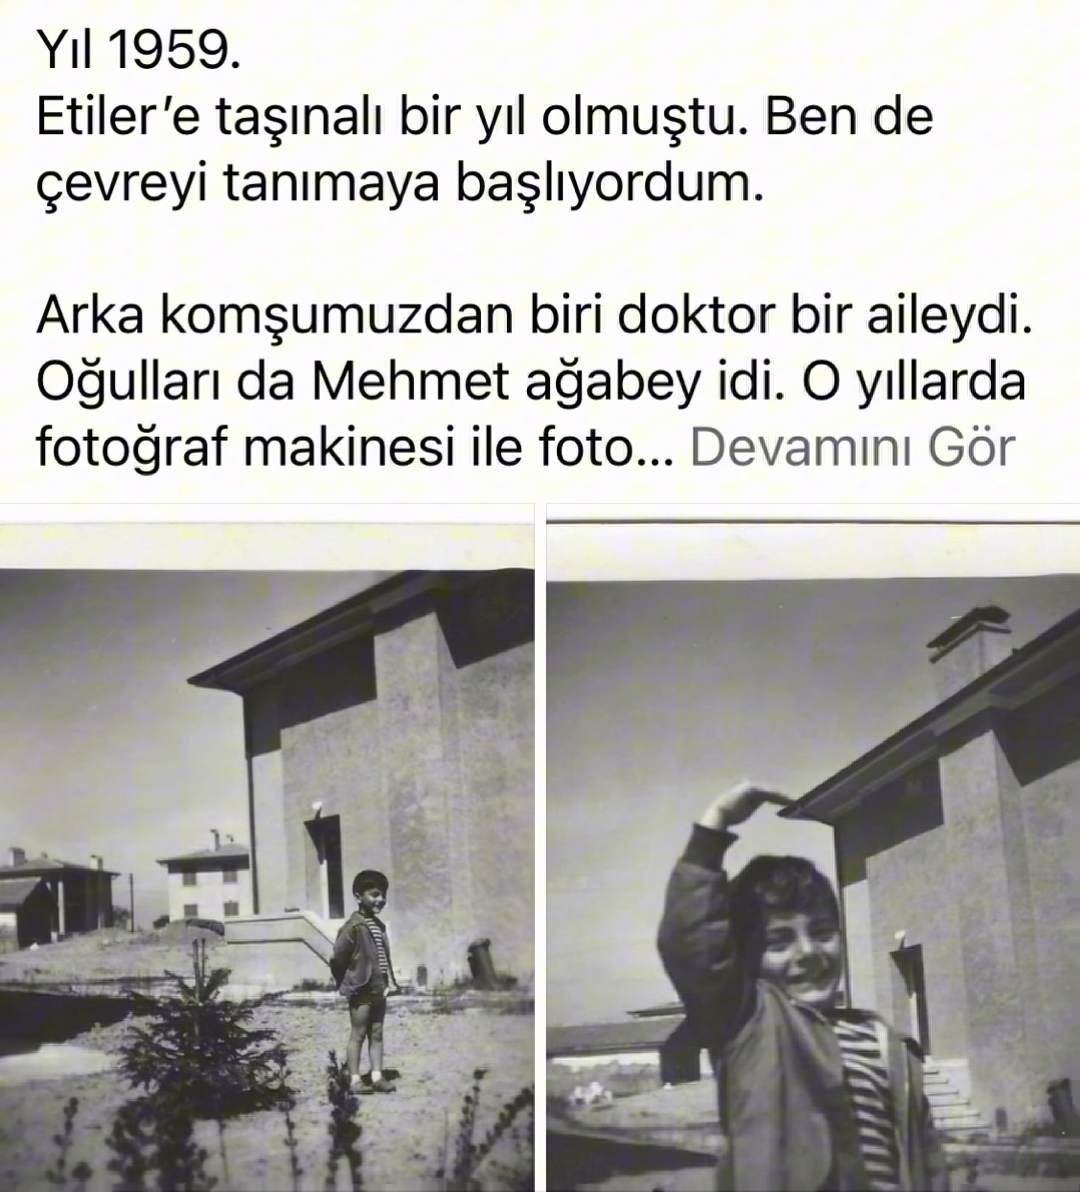 Yıl 1959.
Etiler’e taşınalı bir yıl olmuştu. Ben de
çevreyi tanımaya başlıyordum.
Arka komşumuzdan biri doktor bir aileydi.
Oğulları da Mehmet ağabey idi. O yıllarda
fotoğraf makinesi ile foto... Devamını Gör